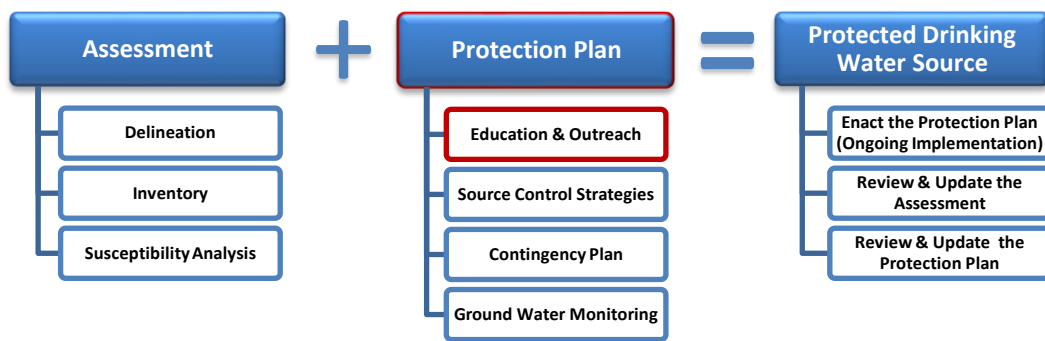 Assessment
Delineation
Inventory
Susceptibility Analysis
+
Protection Plan
Education & Outreach
Source Control Strategies
Contingency Plan
Ground Water Monitoring
=
Protected Drinking
Water Source
Enact the Protection Plan
(Ongoing Implementation)
Review & Update the
Assessment
Review & Update the
Protection Plan